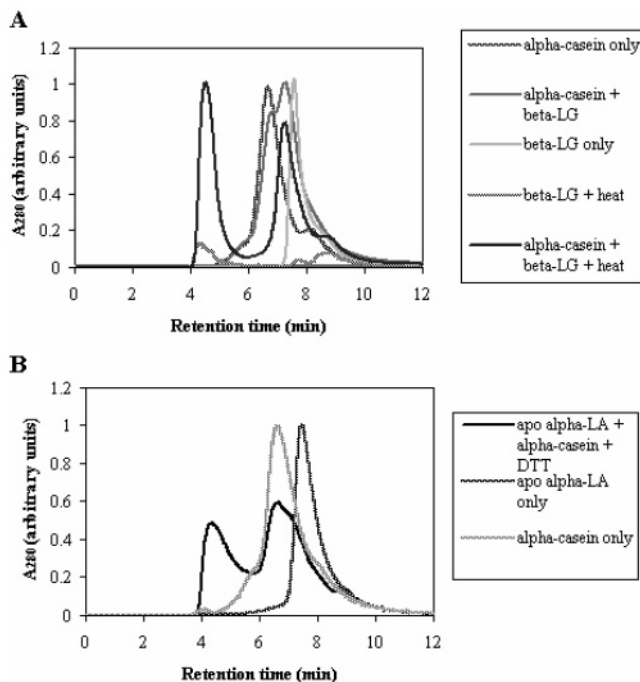 A
A280 (arbitrary units)
1.2
1
0.8
0.6
0.4
0.2
0
0
2
4
6
8
10
12
Retention time (min)
alpha-casein only
alpha-casein +
beta-LG
beta-LG only
beta-LG + heat
alpha-casein +
beta-LG + heat
B
A280 (arbitrary units)
1.2
1
0.8
0.6
0.4
0.2
0
0
2
4
6
8
10
12
Retention time (min)
apo alpha-LA +
alpha-casein +
DTT
apo alpha-LA
only
alpha-casein only